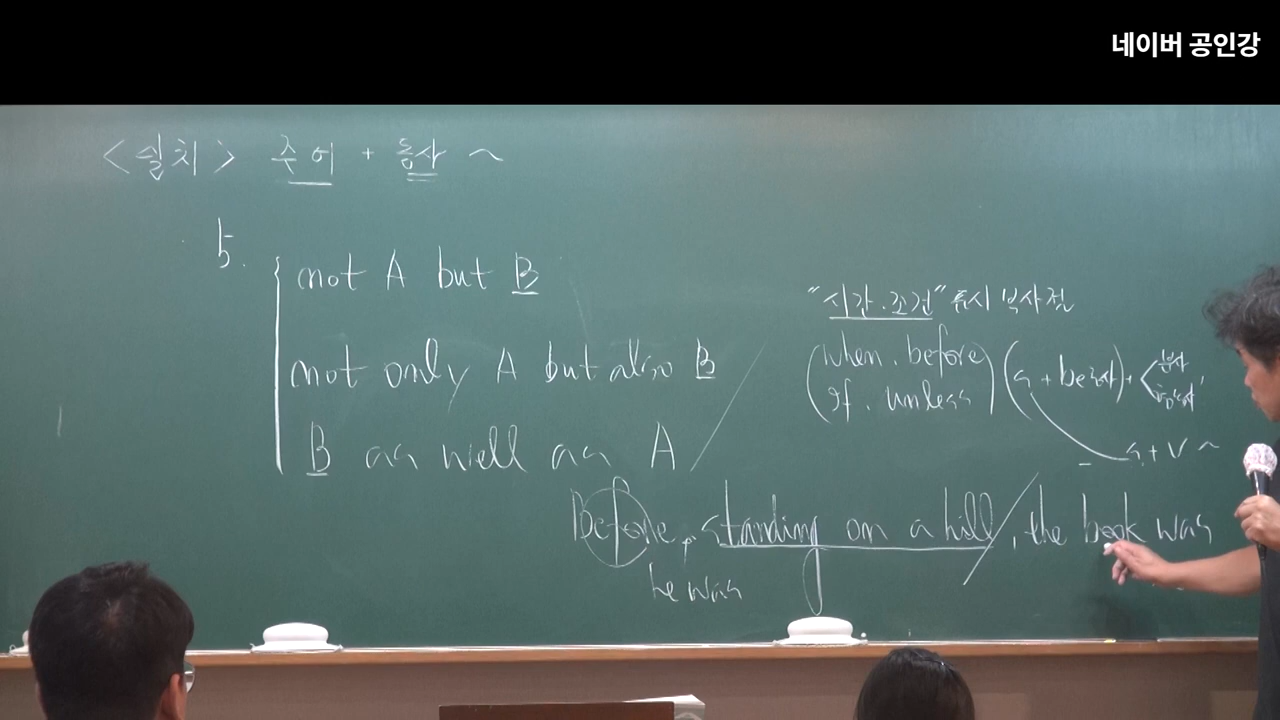 네이버 공인강
<일치> 주어 + 동사 ~
5.
not A but B
not only A but also B
B as well as A
"시간.조건" 표시 부사절
(when. before
If. unless) (S + be동사) + < 분사
S + V ~
Before, standing on a hill, the book was
he was